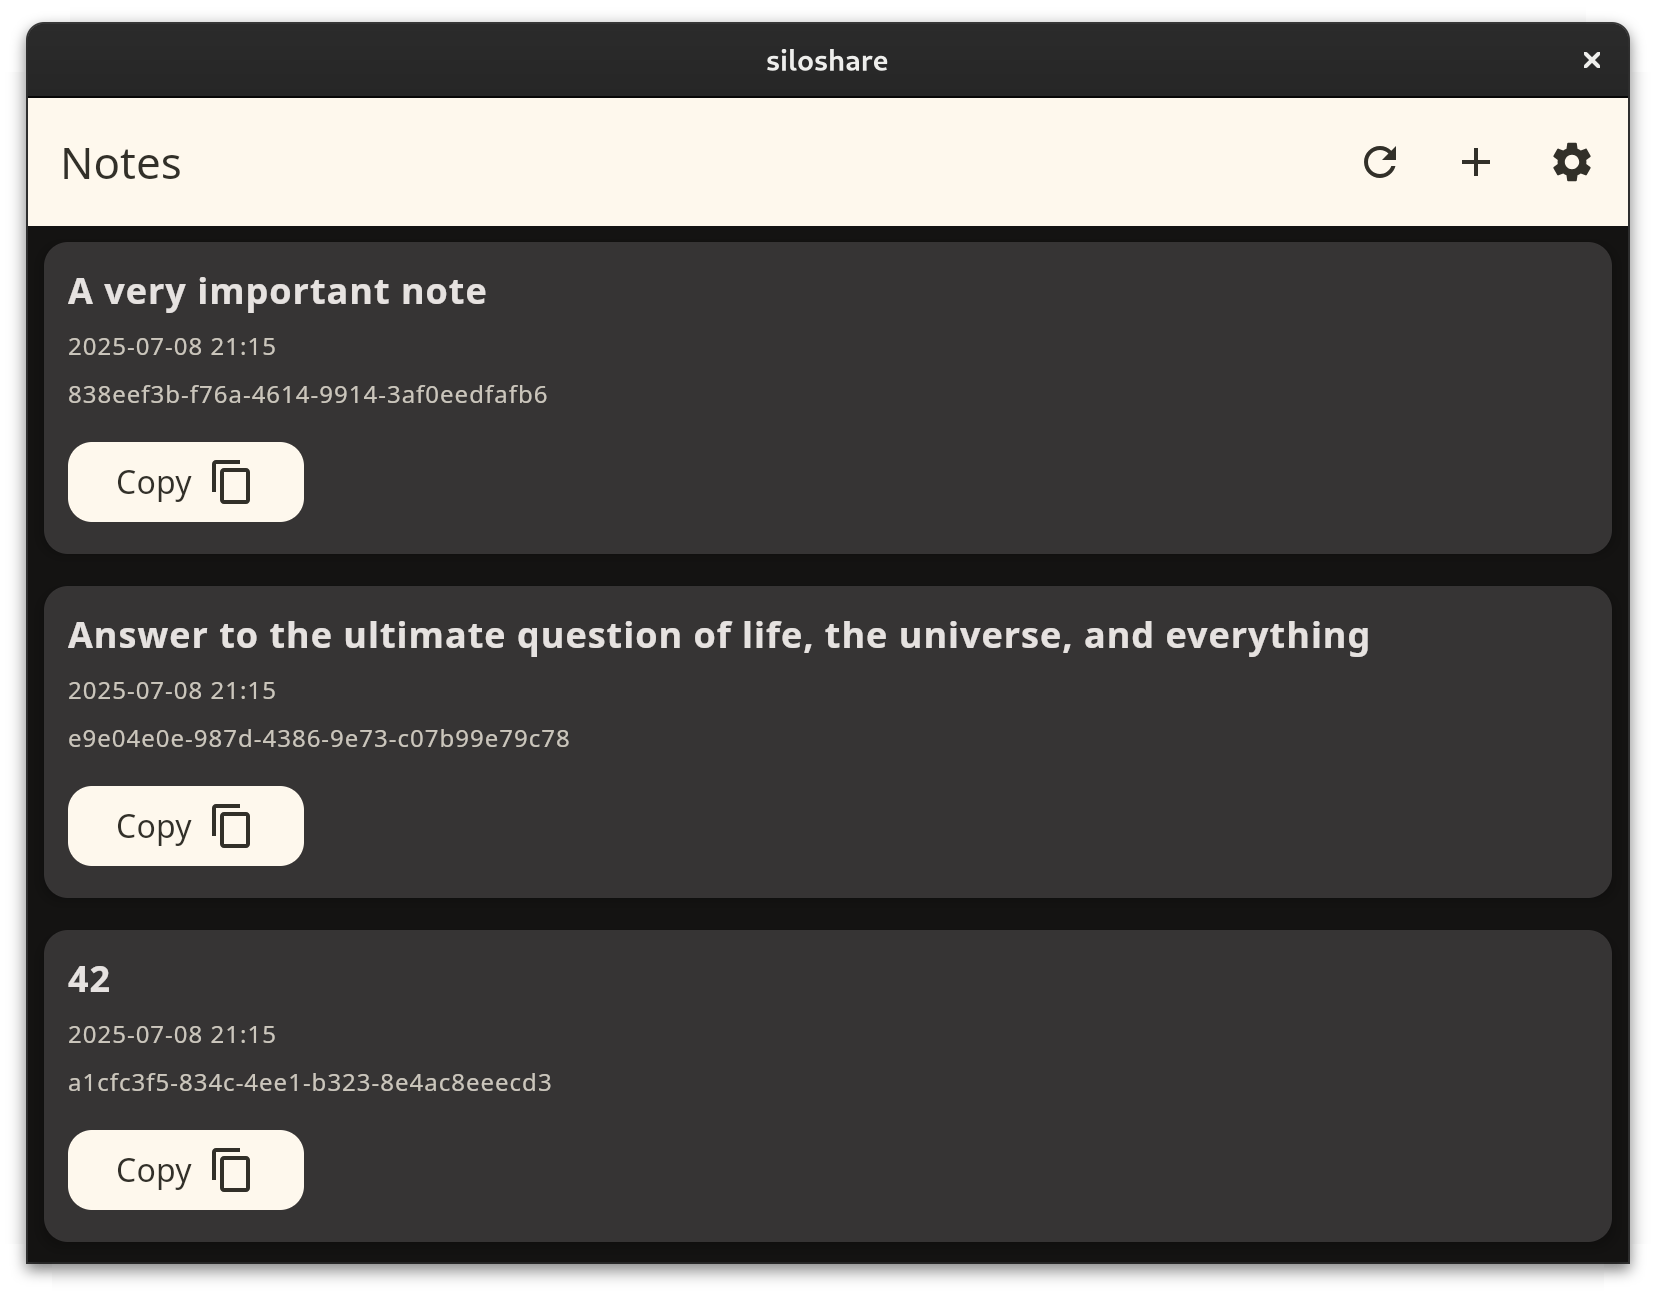 siloshare
Notes
A very important note
2025-07-08 21:15
838eef3b-f76a-4614-9914-3af0eedfafb6
Copy
Answer to the ultimate question of life, the universe, and everything
2025-07-08 21:15
e9e04e0e-987d-4386-9e73-c07b99e79c78
Copy
42
2025-07-08 21:15
a1cfc3f5-834c-4ee1-b323-8e4ac8eeecd3
Copy